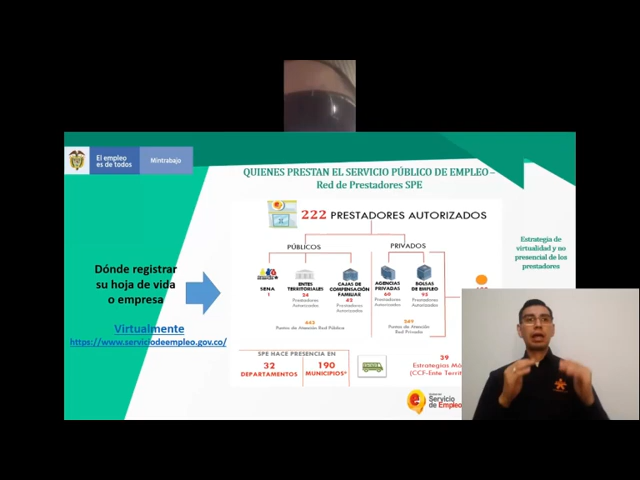 El empleo
es de todos
Mintrabajo
QUIENES PRESTAN EL SERVICIO PÚBLICO DE EMPLEO –
Red de Prestadores SPE
222 PRESTADORES AUTORIZADOS
PÚBLICOS
PRIVADOS
SENA
1
ENTES
TERRITORIALES
24
Prestadores
Autorizados
CAJAS DE
COMPENSACIÓN
FAMILIAR
42
Prestadores
Autorizados
AGENCIAS
PRIVADAS
60
Prestadores
Autorizados
BOLSAS
DE EMPLEO
95
Prestadores
Autorizados
Puntos de Atención Red Pública
Puntos de Atención
Red Privada
SPE HACE PRESENCIA EN
32
DEPARTAMENTOS
190
MUNICIPIOS*
39
Estrategias
Estrategia de
virtualidad y no
presencial de los
prestadores
Dónde registrar
su hoja de vida
o empresa
Virtualmente
https://www.serviciodeempleo.gov.co/
Servicio
de Empleo